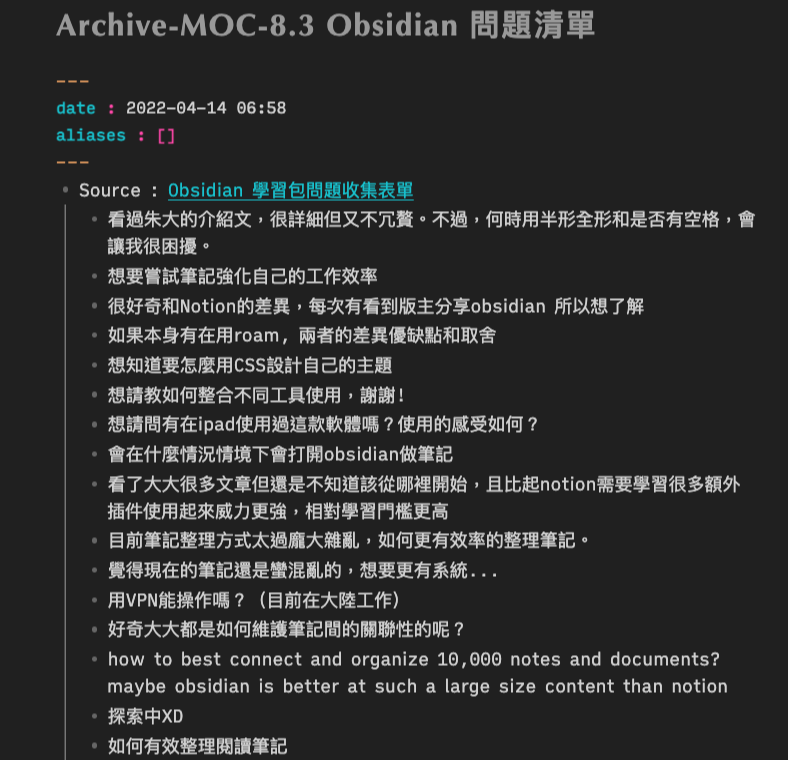 Archive-MOC-8.3 Obsidian 問題清單
---
date : 2022-04-14 06:58
aliases : []
---
Source : Obsidian 學習包問題收集表單
看過朱大的介紹文，很詳細但又不冗贅。不過，何時用半形全形和是否有空格，會
讓我很困擾。
想要嘗試筆記強化自己的工作效率
很好奇和Notion的差異，每次有看到版主分享obsidian 所以想了解
如果本身有在用roam, 兩者的差異優缺點和取舍
想知道要怎麼用CSS設計自己的主題
想請教如何整合不同工具使用，謝謝!
想請問有在ipad使用過這款軟體嗎？使用的感受如何？
會在什麼情況情境下會打開obsidian做筆記
看了大大很多文章但還是不知道該從哪裡開始，且比起notion需要學習很多額外
插件使用起來威力更強，相對學習門檻更高
目前筆記整理方式太過龐大雜亂，如何更有效率的整理筆記。
覺得現在的筆記還是蠻混亂的，想要更有系統...
用VPN能操作嗎？（目前在大陸工作）
好奇大大都是如何維護筆記間的關聯性的呢？
how to best connect and organize 10,000 notes and documents?
maybe obsidian is better at such a large size content than notion
探索中XD
如何有效整理閱讀筆記